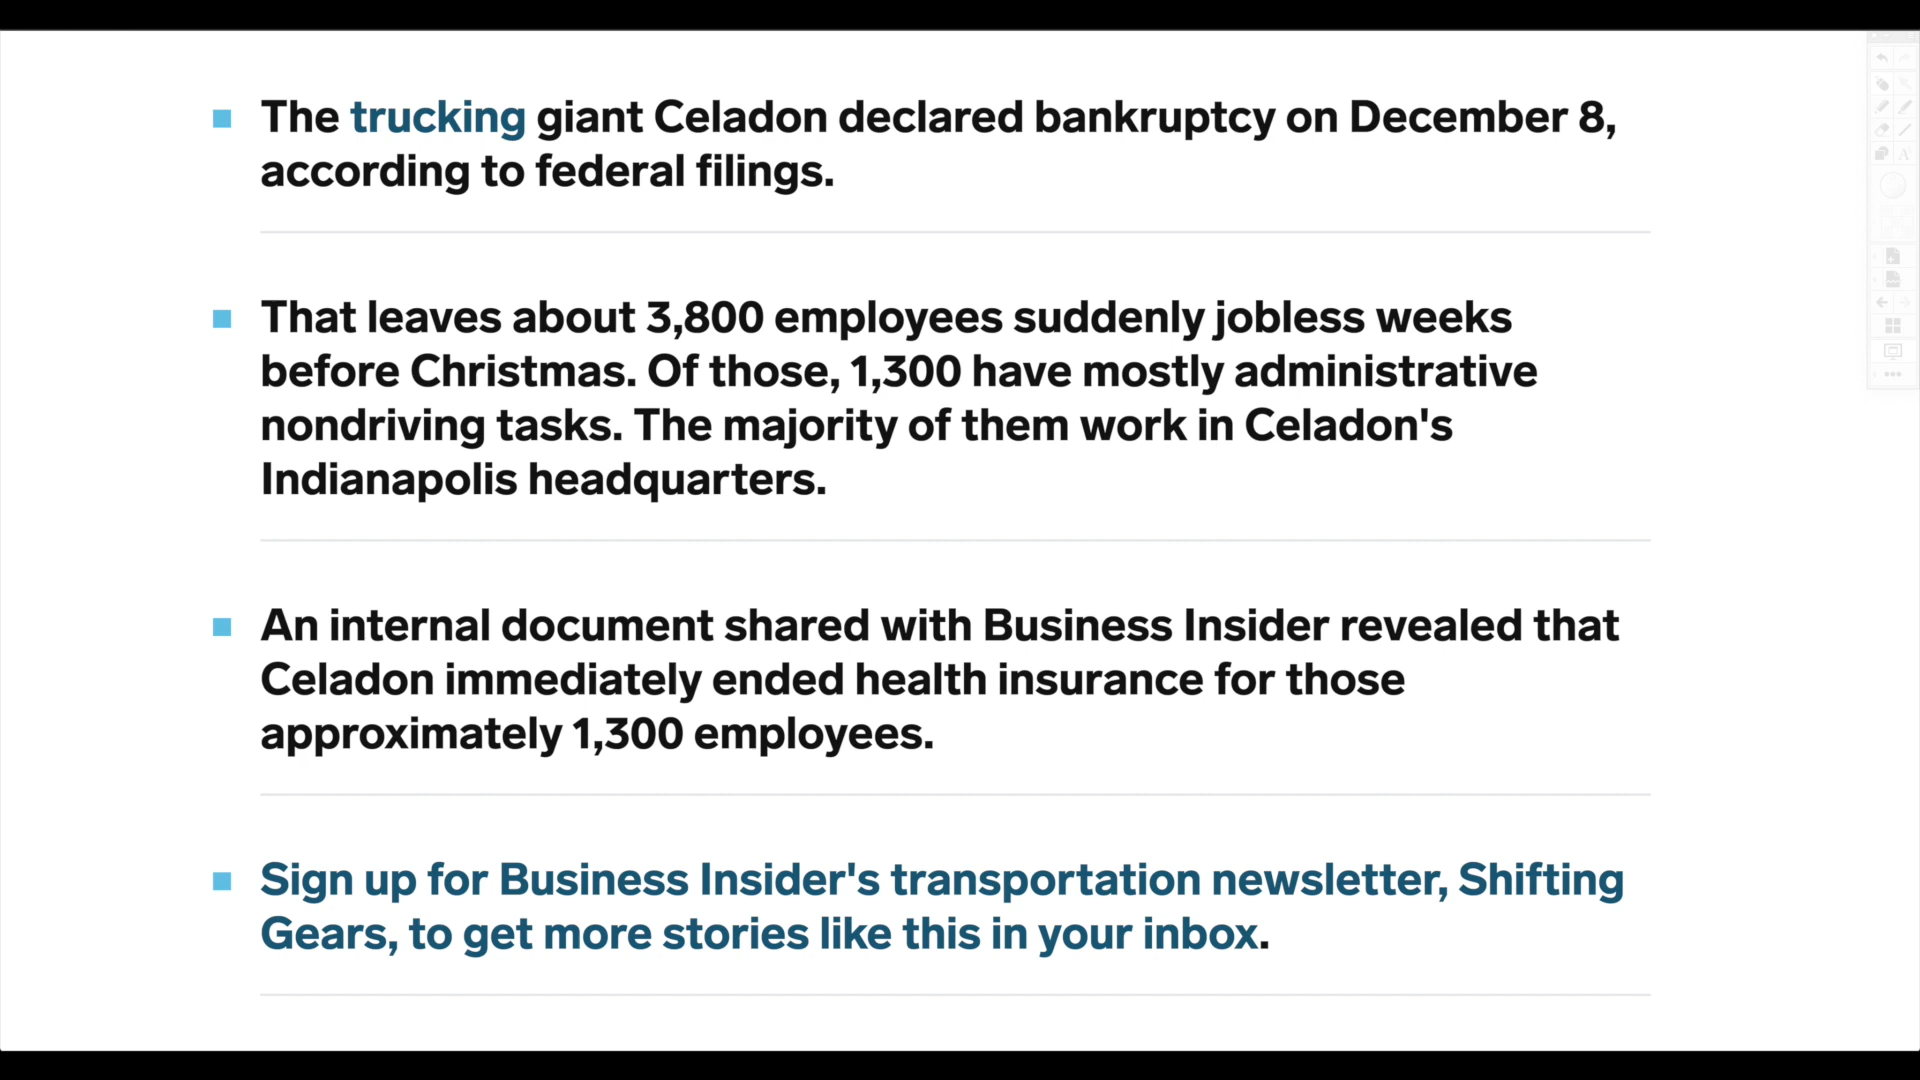 The trucking giant Celadon declared bankruptcy on December 8,
according to federal filings.
That leaves about 3,800 employees suddenly jobless weeks
before Christmas. Of those, 1,300 have mostly administrative
nondriving tasks. The majority of them work in Celadon's
Indianapolis headquarters.
An internal document shared with Business Insider revealed that
Celadon immediately ended health insurance for those
approximately 1,300 employees.
Sign up for Business Insider's transportation newsletter, Shifting
Gears, to get more stories like this in your inbox.